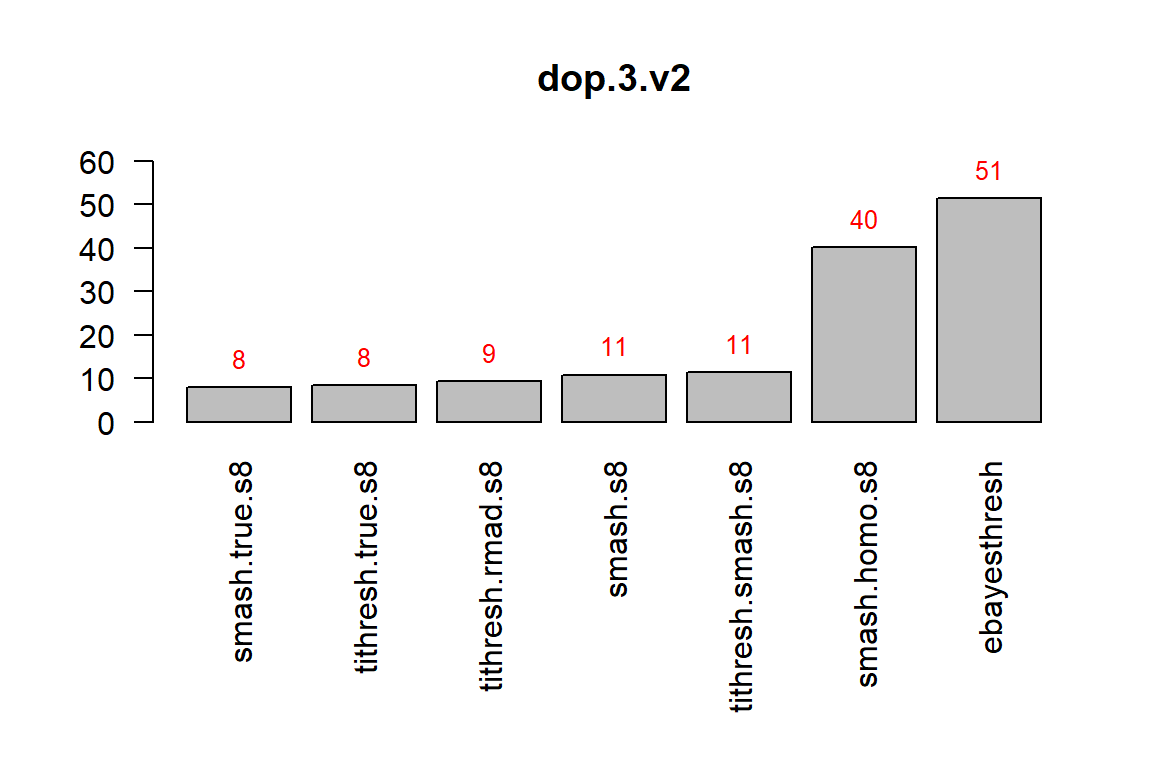 dop.3.v2
60
50
40
30
20
10
0
8
8
9
11
11
40
51
smash.true.s8
tithresh.true.s8
tithresh.rmad.s8
smash.s8
tithresh.smash.s8
smash.homo.s8
ebayesthresh